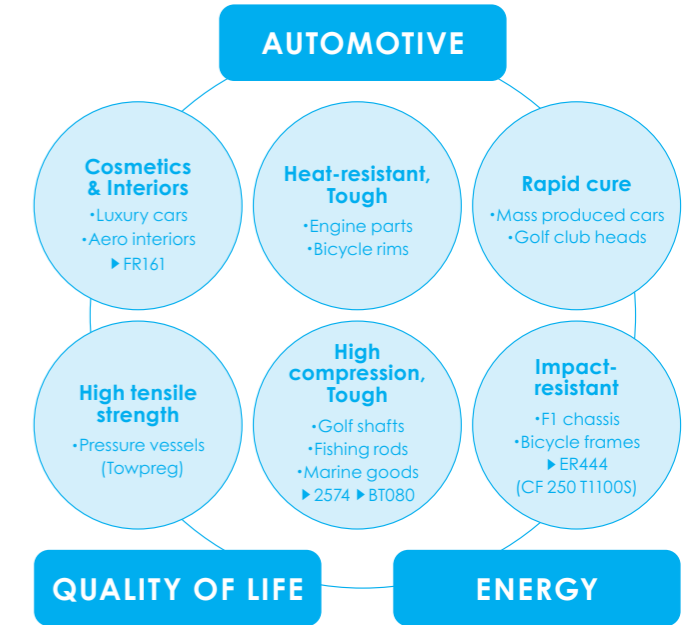 AUTOMOTIVE
Cosmetics
& Interiors
・Luxury cars
・Aero interiors
▶FR161
Heat-resistant,
Tough
・Engine parts
・Bicycle rims
Rapid cure
・Mass produced cars
・Golf club heads
High tensile
strength
・Pressure vessels
(Towpreg)
High
compression,
Tough
・Golf shafts
・Fishing rods
・Marine goods
▶2574 ▶BT080
Impact-
resistant
・F1 chassis
・Bicycle frames
▶ER444
(CF 250 T1100S)
QUALITY OF LIFE
ENERGY